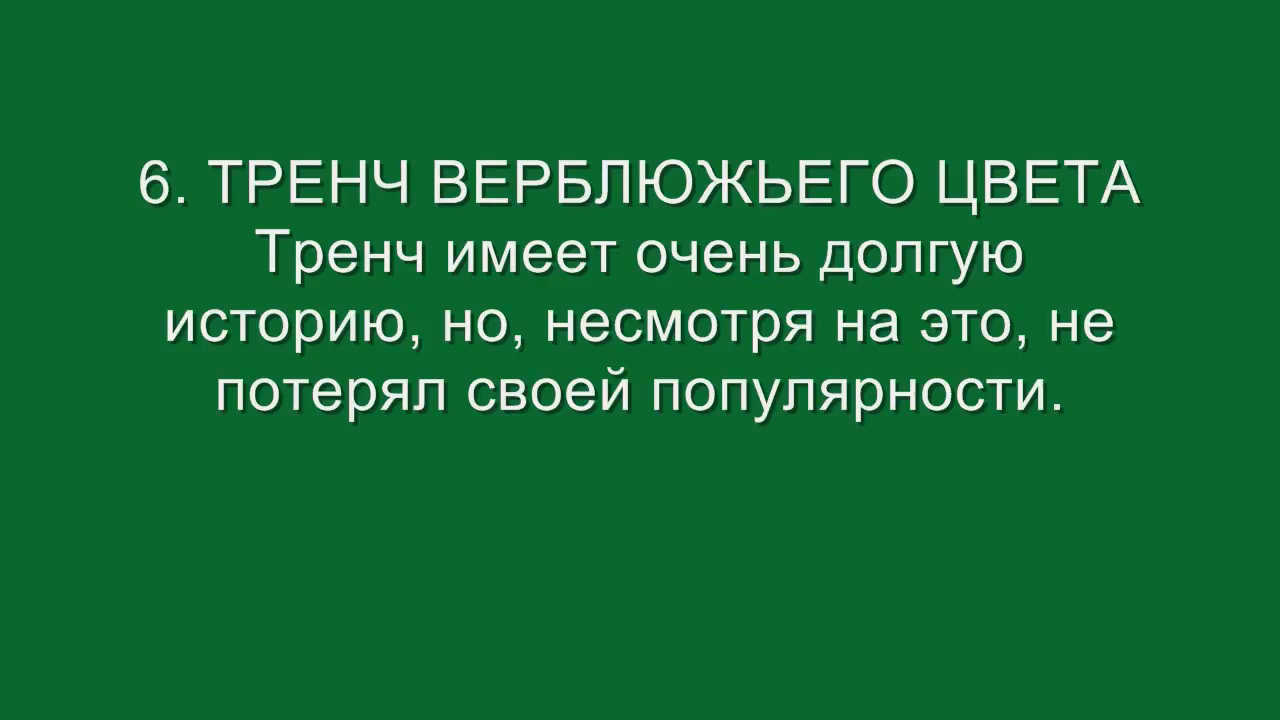 6. ТРЕНЧ ВЕРБЛЮЖЬЕГО ЦВЕТА
Тренч имеет очень долгую
историю, но, несмотря на это, не
потерял своей популярности.